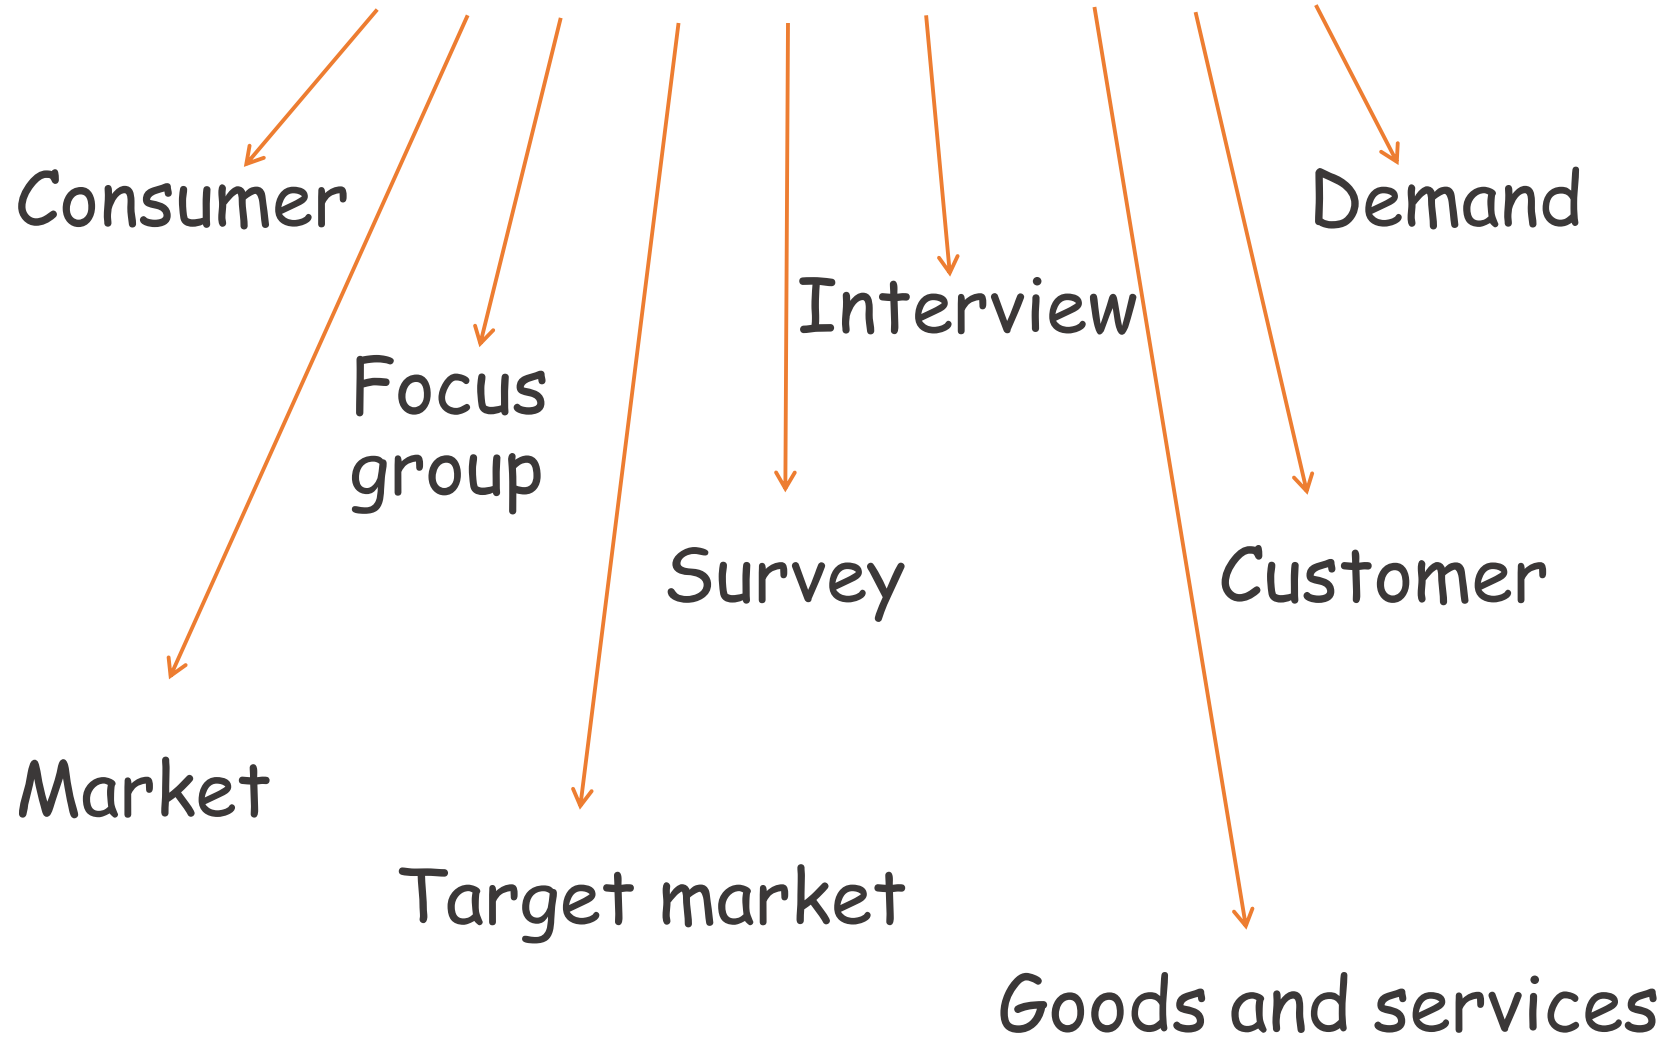 Consumer
Demand
Interview
Focus
group
Survey
Customer
Market
Target market
Goods and services